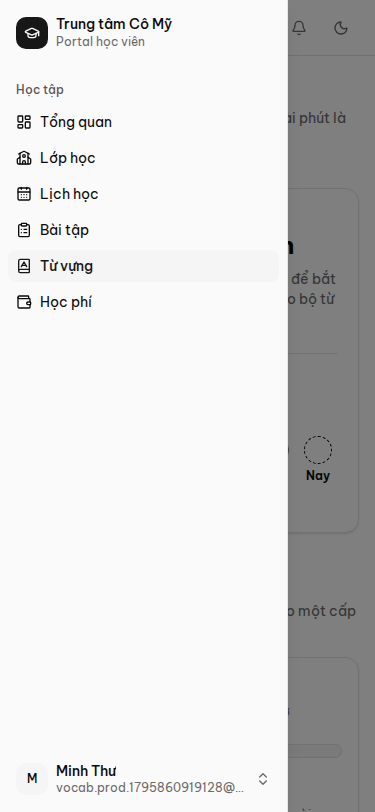 Trung tâm Cô Mỹ
Portal học viên
Học tập
Tổng quan
Lớp học
Lịch học
Bài tập
Từ vựng
Học phí
ai phút là
để bắt
o bộ từ
Nay
o một cấp
M
Minh Thư
vocab.prod.1795860919128@...